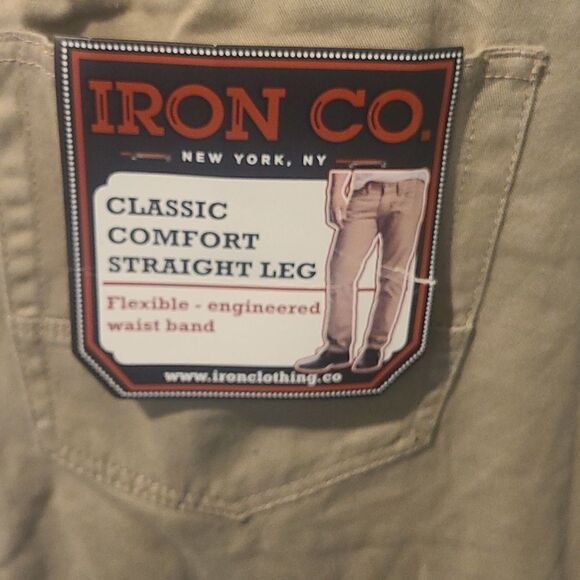 IRON CO.
NEW YORK, NY
CLASSIC
COMFORT
STRAIGHT LEG
Flexible - engineered
waist band
www.ironclothing.co